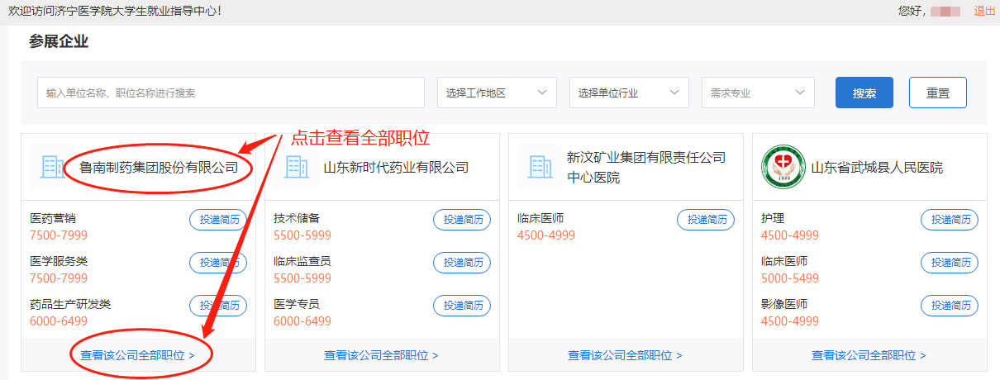 欢迎访问济宁医学院大学生就业指导中心!
您好, 退出
参展企业
输入单位名称、职位名称进行搜索 选择工作地区 选择单位行业 需求专业 搜索 重置
点击查看全部职位
鲁南制药集团股份有限公司
医药营销 投递简历
7500-7999
医学服务类 投递简历
7500-7999
药品生产研发类 投递简历
6000-6499
查看该公司全部职位 >
山东新时代药业有限公司
技术储备 投递简历
5500-5999
临床监查员 投递简历
5500-5999
医学专员 投递简历
6000-6499
查看该公司全部职位 >
新汶矿业集团有限责任公司
中心医院
临床医师 投递简历
4500-4999
查看该公司全部职位 >
1949
山东省武城县人民医院
护理 投递简历
4500-4999
临床医师 投递简历
5000-5499
影像医师 投递简历
4500-4999
查看该公司全部职位 >